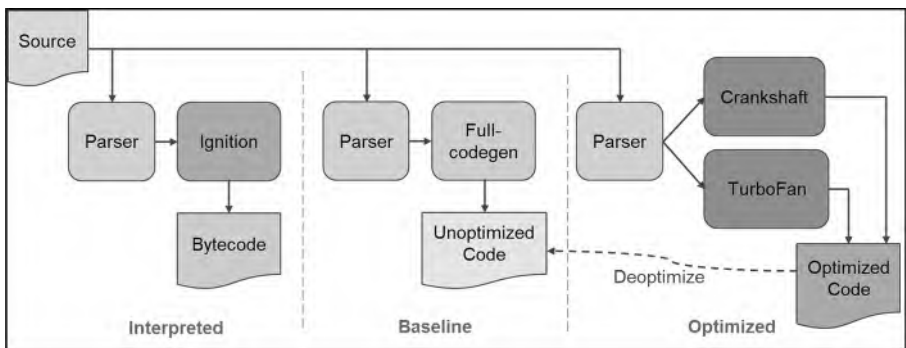 Source
Parser
Ignition
Bytecode
Interpreted
Parser
Full-
codegen
Unoptimized
Code
Baseline
Parser
Crankshaft
TurboFan
Optimized
Code
Deoptimize
Optimized